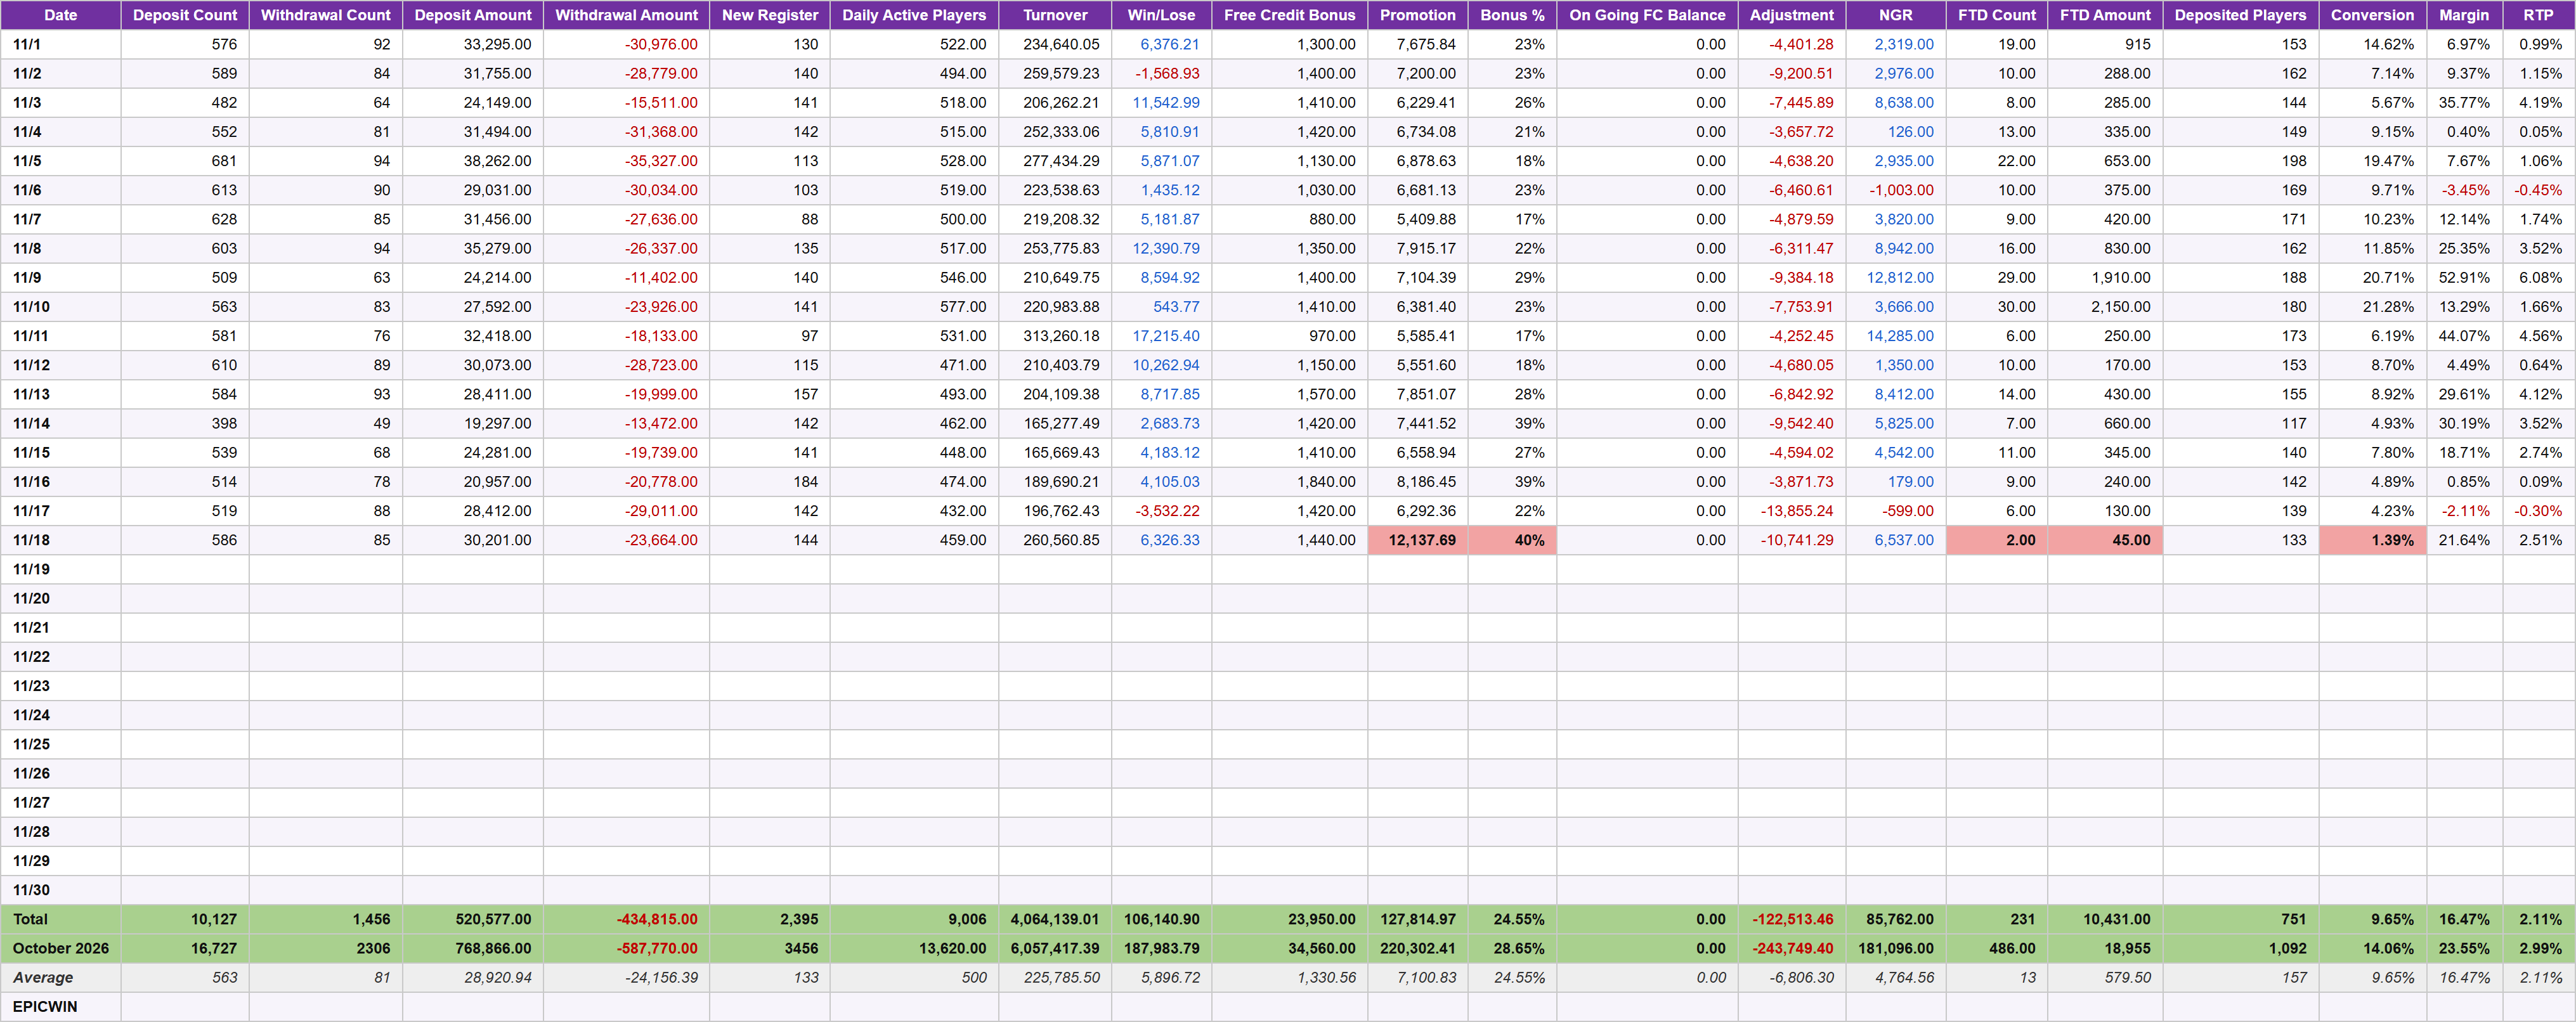 Date Deposit Count Withdrawal Count Deposit Amount Withdrawal Amount New Register Daily Active Players Turnover Win/Lose Free Credit Bonus Promotion Bonus % On Going FC Balance Adjustment NGR FTD Count FTD Amount Deposited Players Conversion Margin RTP
11/1 576 92 33,295.00 -30,976.00 130 522.00 234,640.05 6,376.21 1,300.00 7,675.84 23% 0.00 -4,401.28 2,319.00 19.00 915 153 14.62% 6.97% 0.99%
11/2 589 84 31,755.00 -28,779.00 140 494.00 259,579.23 -1,568.93 1,400.00 7,200.00 23% 0.00 -9,200.51 2,976.00 10.00 288.00 162 7.14% 9.37% 1.15%
11/3 482 64 24,149.00 -15,511.00 141 518.00 206,262.21 11,542.99 1,410.00 6,229.41 26% 0.00 -7,445.89 8,638.00 8.00 285.00 144 5.67% 35.77% 4.19%
11/4 552 81 31,494.00 -31,368.00 142 515.00 252,333.06 5,810.91 1,420.00 6,734.08 21% 0.00 -3,657.72 126.00 13.00 335.00 149 9.15% 0.40% 0.05%
11/5 681 94 38,262.00 -35,327.00 113 528.00 277,434.29 5,871.07 1,130.00 6,878.63 18% 0.00 -4,638.20 2,935.00 22.00 653.00 198 19.47% 7.67% 1.06%
11/6 613 90 29,031.00 -30,034.00 103 519.00 223,538.63 1,435.12 1,030.00 6,681.13 23% 0.00 -6,460.61 -1,003.00 10.00 375.00 169 9.71% -3.45% -0.45%
11/7 628 85 31,456.00 -27,636.00 88 500.00 219,208.32 5,181.87 880.00 5,409.88 17% 0.00 -4,879.59 3,820.00 9.00 420.00 171 10.23% 12.14% 1.74%
11/8 603 94 35,279.00 -26,337.00 135 517.00 253,775.83 12,390.79 1,350.00 7,915.17 22% 0.00 -6,311.47 8,942.00 16.00 830.00 162 11.85% 25.35% 3.52%
11/9 509 63 24,214.00 -11,402.00 140 546.00 210,649.75 8,594.92 1,400.00 7,104.39 29% 0.00 -9,384.18 12,812.00 29.00 1,910.00 188 20.71% 52.91% 6.08%
11/10 563 83 27,592.00 -23,926.00 141 577.00 220,983.88 543.77 1,410.00 6,381.40 23% 0.00 -7,753.91 3,666.00 30.00 2,150.00 180 21.28% 13.29% 1.66%
11/11 581 76 32,418.00 -18,133.00 97 531.00 313,260.18 17,215.40 970.00 5,585.41 17% 0.00 -4,252.45 14,285.00 6.00 250.00 173 6.19% 44.07% 4.56%
11/12 610 89 30,073.00 -28,723.00 115 471.00 210,403.79 10,262.94 1,150.00 5,551.60 18% 0.00 -4,680.05 1,350.00 10.00 170.00 153 8.70% 4.49% 0.64%
11/13 584 93 28,411.00 -19,999.00 157 493.00 204,109.38 8,717.85 1,570.00 7,851.07 28% 0.00 -6,842.92 8,412.00 14.00 430.00 155 8.92% 29.61% 4.12%
11/14 398 49 19,297.00 -13,472.00 142 462.00 165,277.49 2,683.73 1,420.00 7,441.52 39% 0.00 -9,542.40 5,825.00 7.00 660.00 117 4.93% 30.19% 3.52%
11/15 539 68 24,281.00 -19,739.00 141 448.00 165,669.43 4,183.12 1,410.00 6,558.94 27% 0.00 -4,594.02 4,542.00 11.00 345.00 140 7.80% 18.71% 2.74%
11/16 514 78 20,957.00 -20,778.00 184 474.00 189,690.21 4,105.03 1,840.00 8,186.45 39% 0.00 -3,871.73 179.00 9.00 240.00 142 4.89% 0.85% 0.09%
11/17 519 88 28,412.00 -29,011.00 142 432.00 196,762.43 -3,532.22 1,420.00 6,292.36 22% 0.00 -13,855.24 -599.00 6.00 130.00 139 4.23% -2.11% -0.30%
11/18 586 85 30,201.00 -23,664.00 144 459.00 260,560.85 6,326.33 1,440.00 12,137.69 40% 0.00 -10,741.29 6,537.00 2.00 45.00 133 1.39% 21.64% 2.51%
11/19
11/20
11/21
11/22
11/23
11/24
11/25
11/26
11/27
11/28
11/29
11/30
Total 10,127 1,456 520,577.00 -434,815.00 2,395 9,006 4,064,139.01 106,140.90 23,950.00 127,814.97 24.55% 0.00 -122,513.46 85,762.00 231 10,431.00 751 9.65% 16.47% 2.11%
October 2026 16,727 2306 768,866.00 -587,770.00 3456 13,620.00 6,057,417.39 187,983.79 34,560.00 220,302.41 28.65% 0.00 -243,749.40 181,096.00 486.00 18,955 1,092 14.06% 23.55% 2.99%
Average 563 81 28,920.94 -24,156.39 133 500 225,785.50 5,896.72 1,330.56 7,100.83 24.55% 0.00 -6,806.30 4,764.56 13 579.50 157 9.65% 16.47% 2.11%
EPICWIN